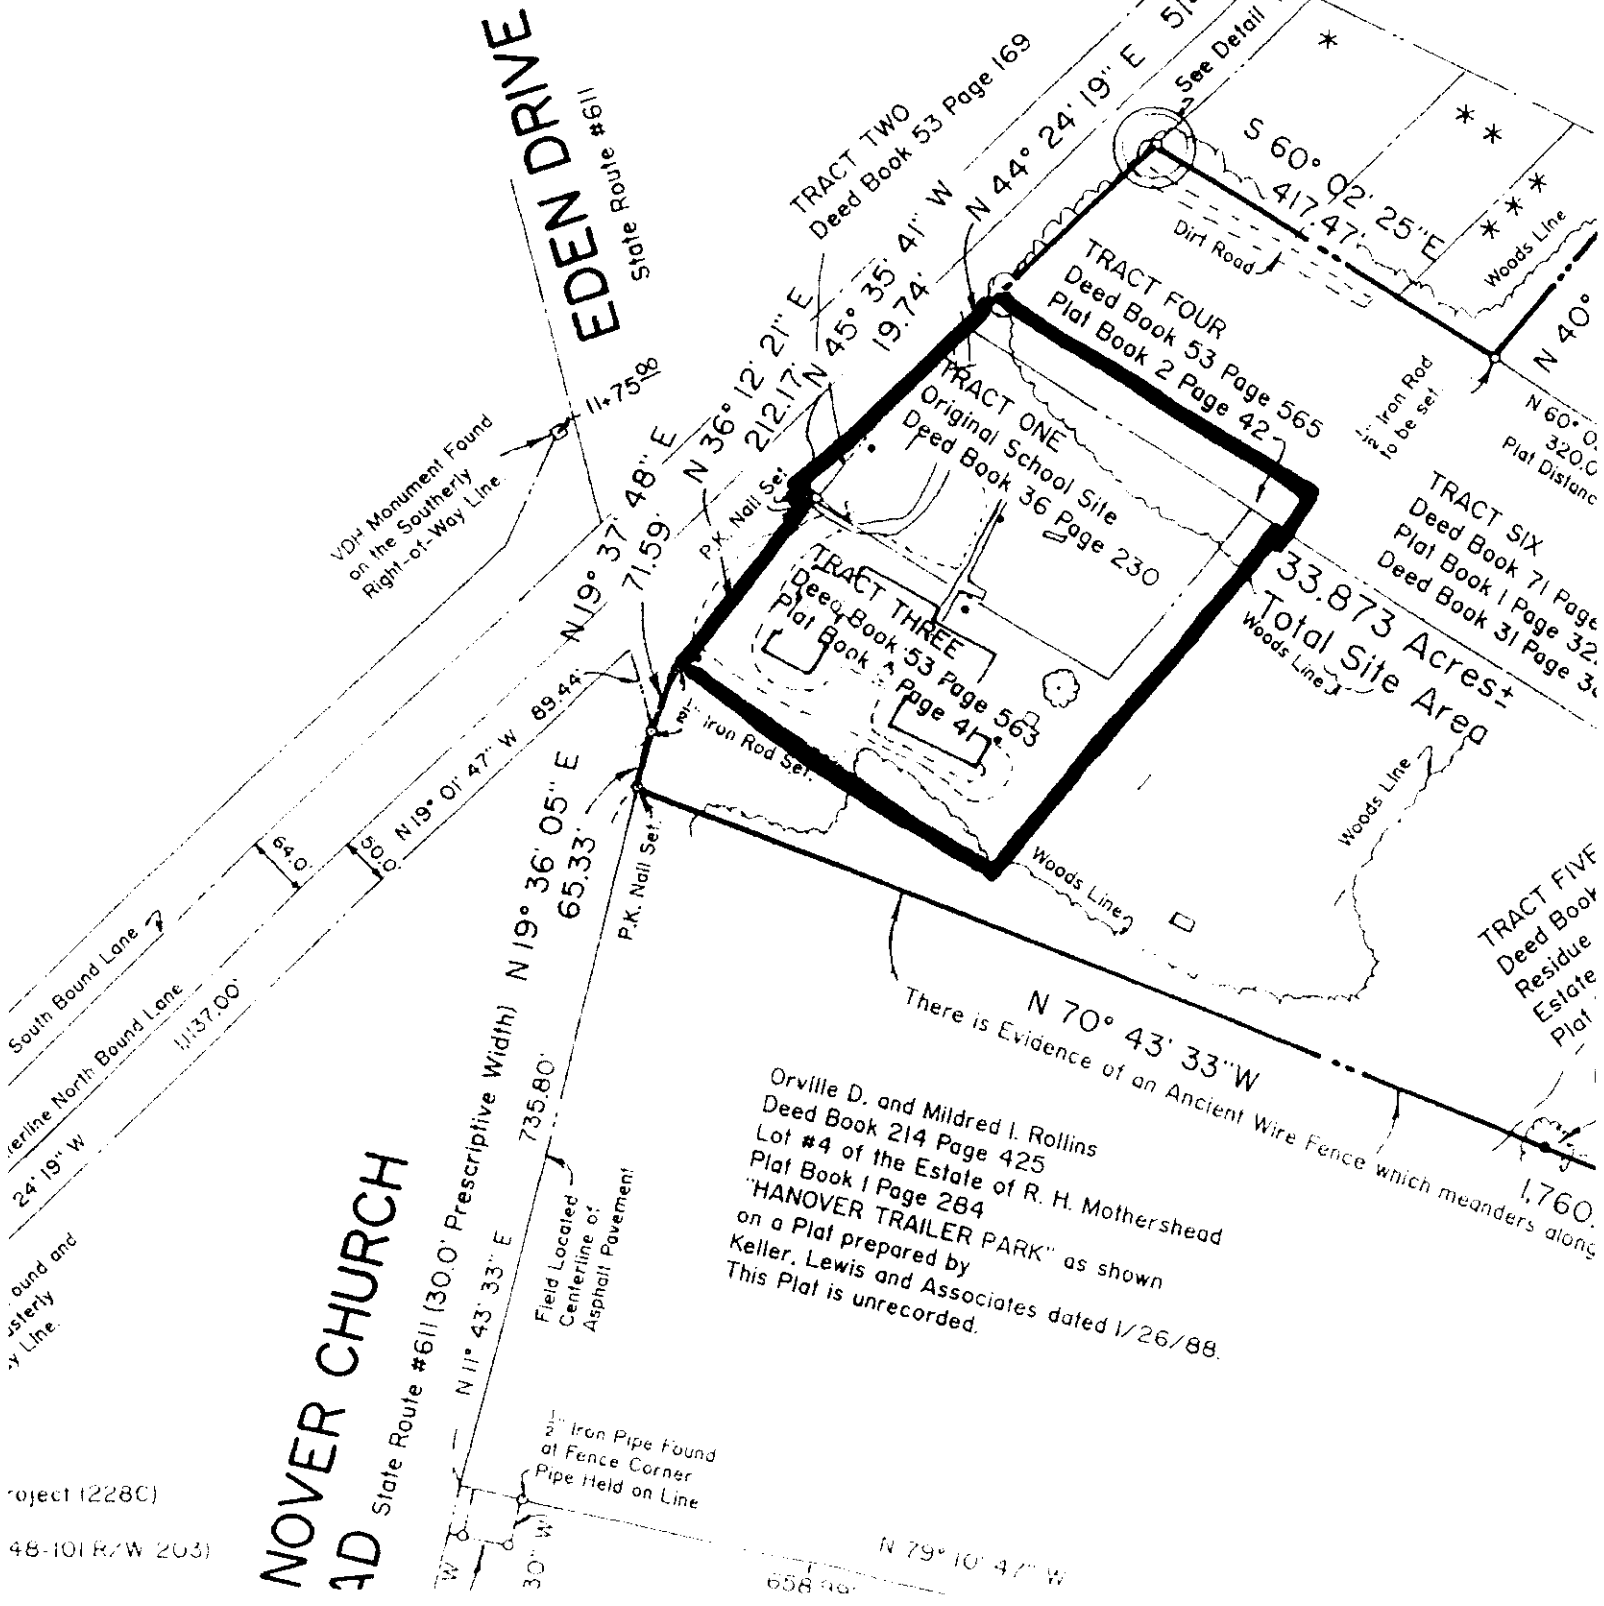 EDEN DRIVE
State Route #611
TRACT TWO
Deed Book 53 Page 169
N 44° 24' 19" E
See Detail
S 60° 02' 25" E
417.47'
Dirt Road
Woods Line
N 40°
TRACT FOUR
Deed Book 53 Page 565
Plat Book 2 Page 42
N 45° 35' 41" W
19.74'
N 36° 12' 21" E
212.17'
N 19° 37' 48" E
71.59'
11+75.00
VDH Monument Found
on the Southerly
Right-of-Way Line.
P.K. Nail Set
TRACT ONE
Original School Site
Deed Book 36 Page 230
Iron Rod
to be set
N 60°
320.0
Plat Distanc
TRACT SIX
Deed Book 71 Page
Plat Book 1 Page 32
Deed Book 31 Page
TRACT THREE
Deed Book 53 Page 563
Plat Book
Page 41
33.873 Acres±
Total Site Area
Woods Line
Iron Rod Set.
89.44'
N 19° 01' 47" W
N 19° 36' 05" E
65.33'
P.K. Nail Set.
64.0'
50.0'
Woods Line
Woods Line
TRACT FIVE
Deed Book
Residue
Estate
Plat
South Bound Lane
erline North Bound Lane
1,137.00'
24' 19" W
N 70° 43' 33" W
There is Evidence of an Ancient Wire Fence which meanders along
1,760.
Orville D. and Mildred I. Rollins
Deed Book 214 Page 425
Lot #4 of the Estate of R. H. Mothershead
Plat Book 1 Page 284
"HANOVER TRAILER PARK" as shown
on a Plat prepared by
Keller, Lewis and Associates dated 1/26/88.
This Plat is unrecorded.
NOVER CHURCH
AD
State Route #611 (30.0' Prescriptive Width)
735.80'
N 11° 43' 33" E
Field Located
Centerline of
Asphalt Pavement
ound and
sterly
y Line.
1/2" Iron Pipe Found
at Fence Corner
Pipe Held on Line
roject (228C)
48-101 R/W 203)
30" W
W
N 79° 10' 47" W